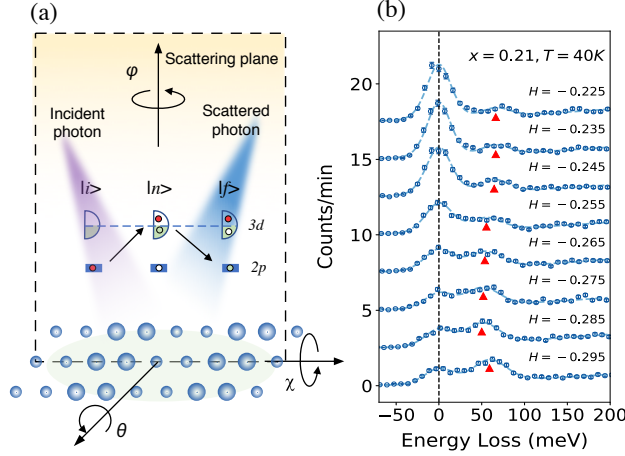 (a)
φ
Scattering plane
Incident
photon
Scattered
photon
|i>
|n>
|f>
3d
2p
χ
θ
(b)
x = 0.21, T = 40K
H = −0.225
H = −0.235
H = −0.245
H = −0.255
H = −0.265
H = −0.275
H = −0.285
H = −0.295
Counts/min
20
15
10
5
0
−50
0
50
100
150
200
Energy Loss (meV)